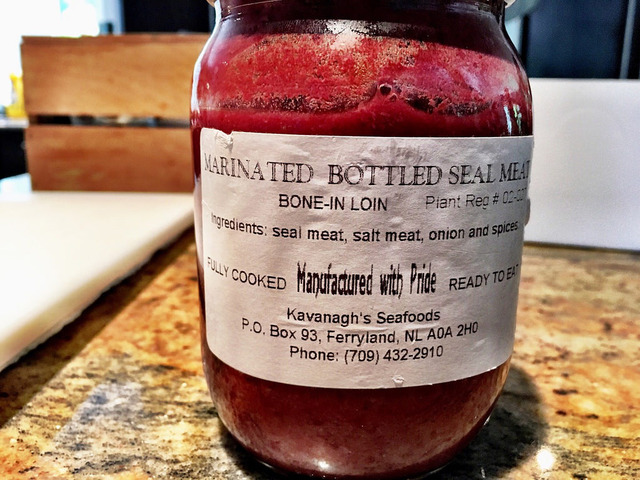 MARINATED BOTTLED SEAL MEAT
BONE-IN LOIN Plant Reg #
Ingredients: seal meat, salt meat, onion and spices
FULLY COOKED Manufactured with Pride READY TO EAT
Kavanagh's Seafoods
P.O. Box 93, Ferryland, NL A0A 2H0
Phone: (709) 432-2910